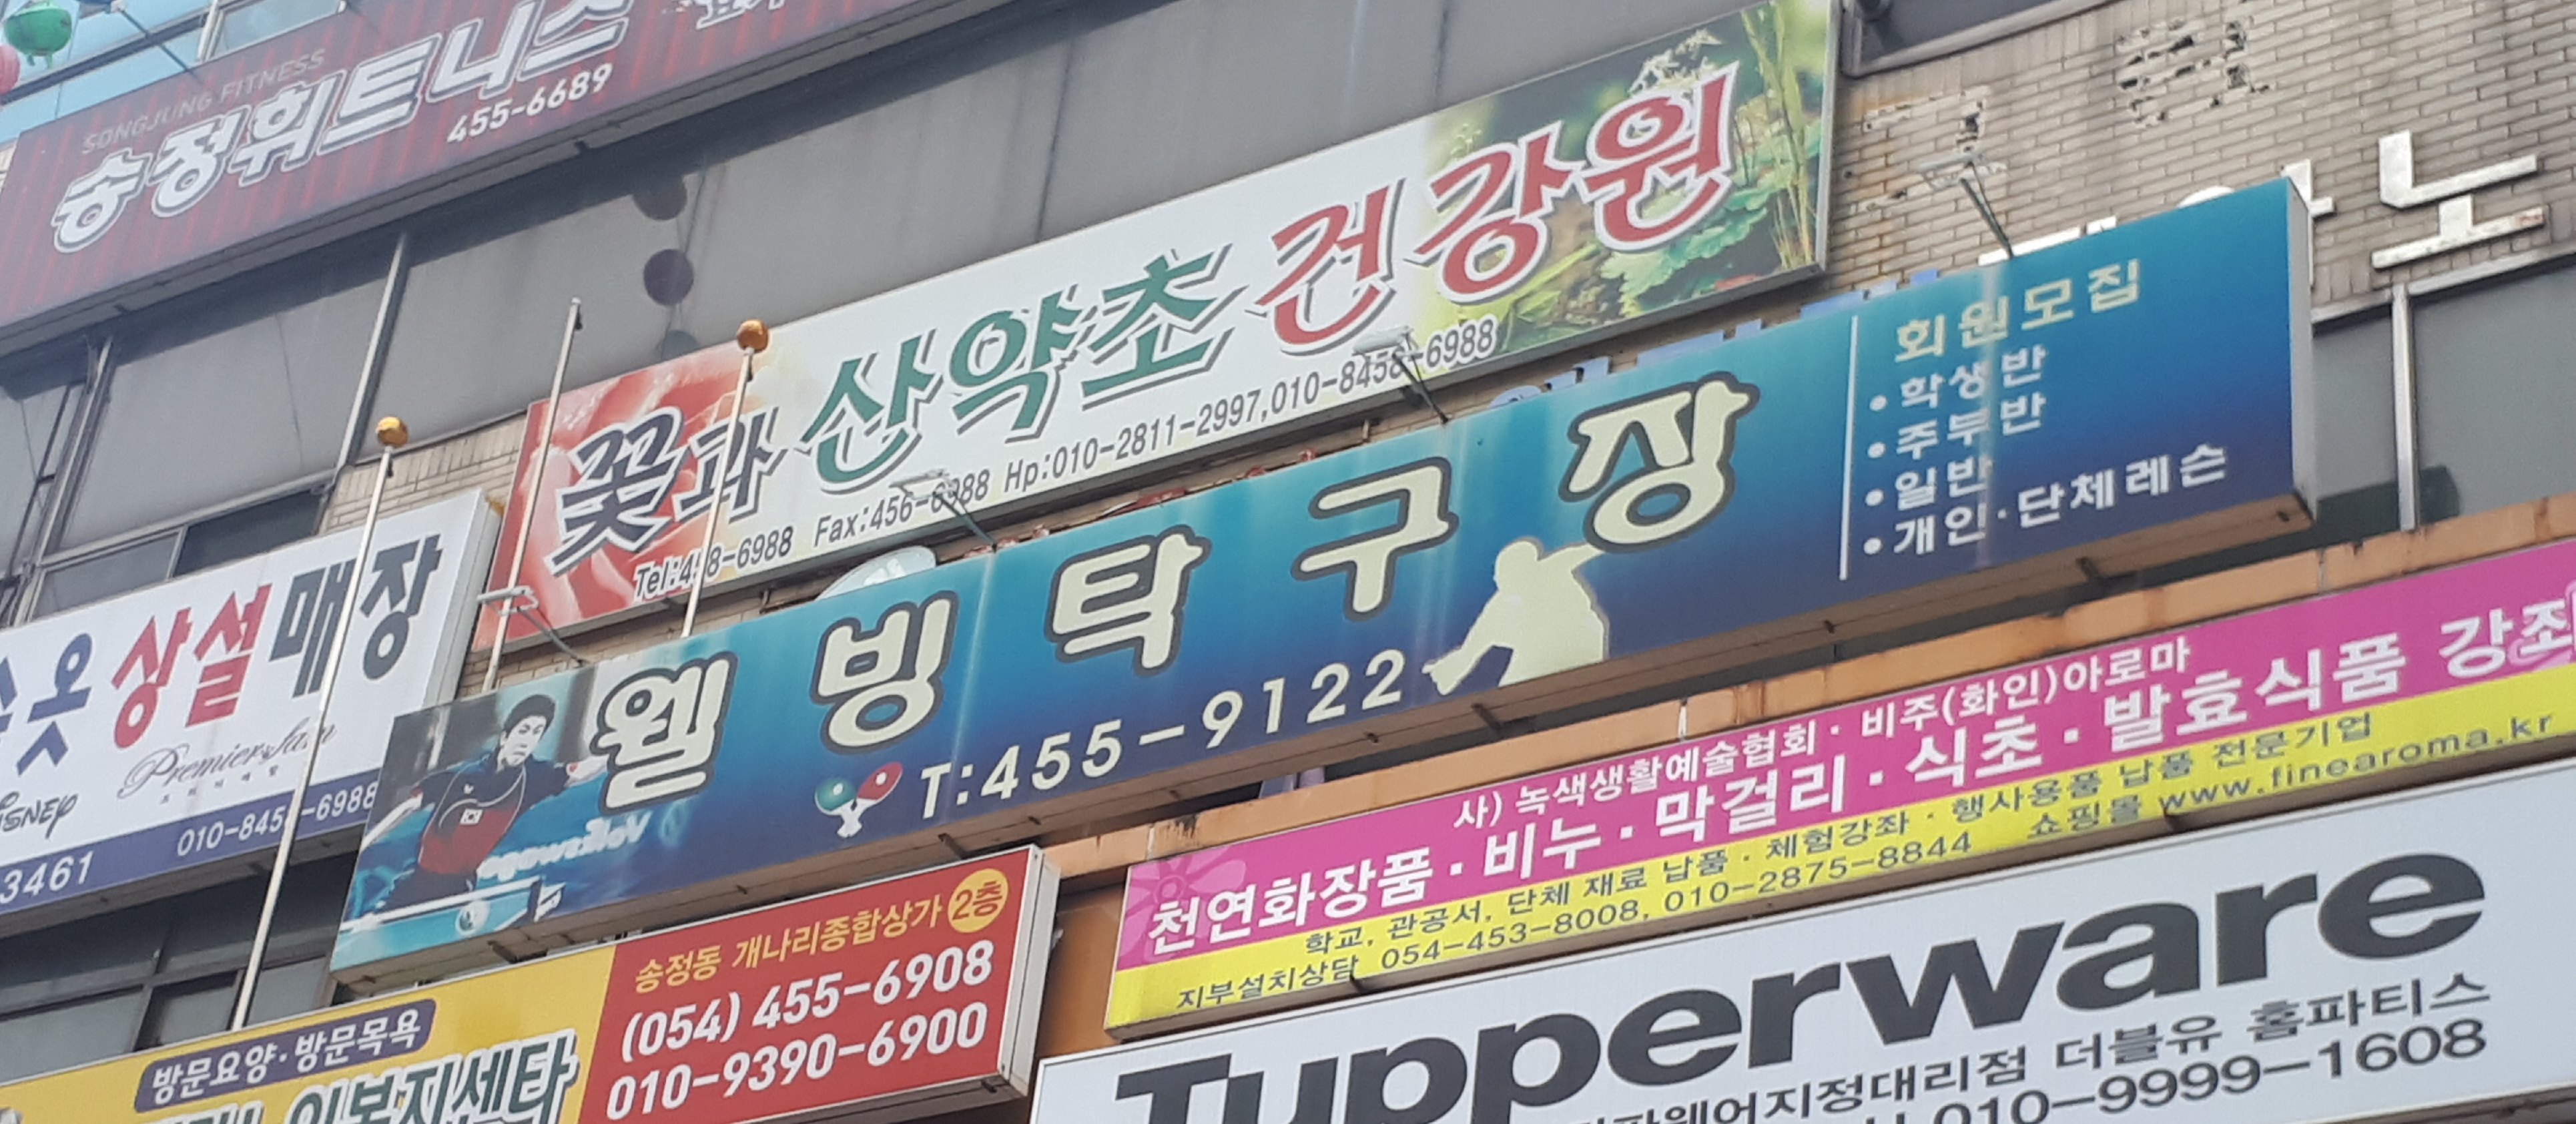 SONGJUNG FITNESS
송정휘트니스
455-6689
꽃과 산약초 건강원
Fax:456-6988 Hp:010-2811-2997,010-8458-6988
웰빙탁구장
T:455-9122
회원모집
• 학생반
• 주부반
• 일반
• 개인·단체레슨
옷 상설매장
010-845 -6988
3461
사) 녹색생활예술협회 · 비주(화인)아로마
천연화장품 · 비누 · 막걸리 · 식초 · 발효식품 강좌
학교, 관공서, 단체 재료 납품 · 체험강좌 · 행사용품 납품 전문기업
지부설치상담 054-453-8008, 010-2875-8844 쇼핑몰 www.finearoma.kr
송정동 개나리종합상가 2층
(054) 455-6908
010-9390-6900
방문요양·방문목욕
Tupperware
지정대리점 더블유 홈파티스
010-9999-1608